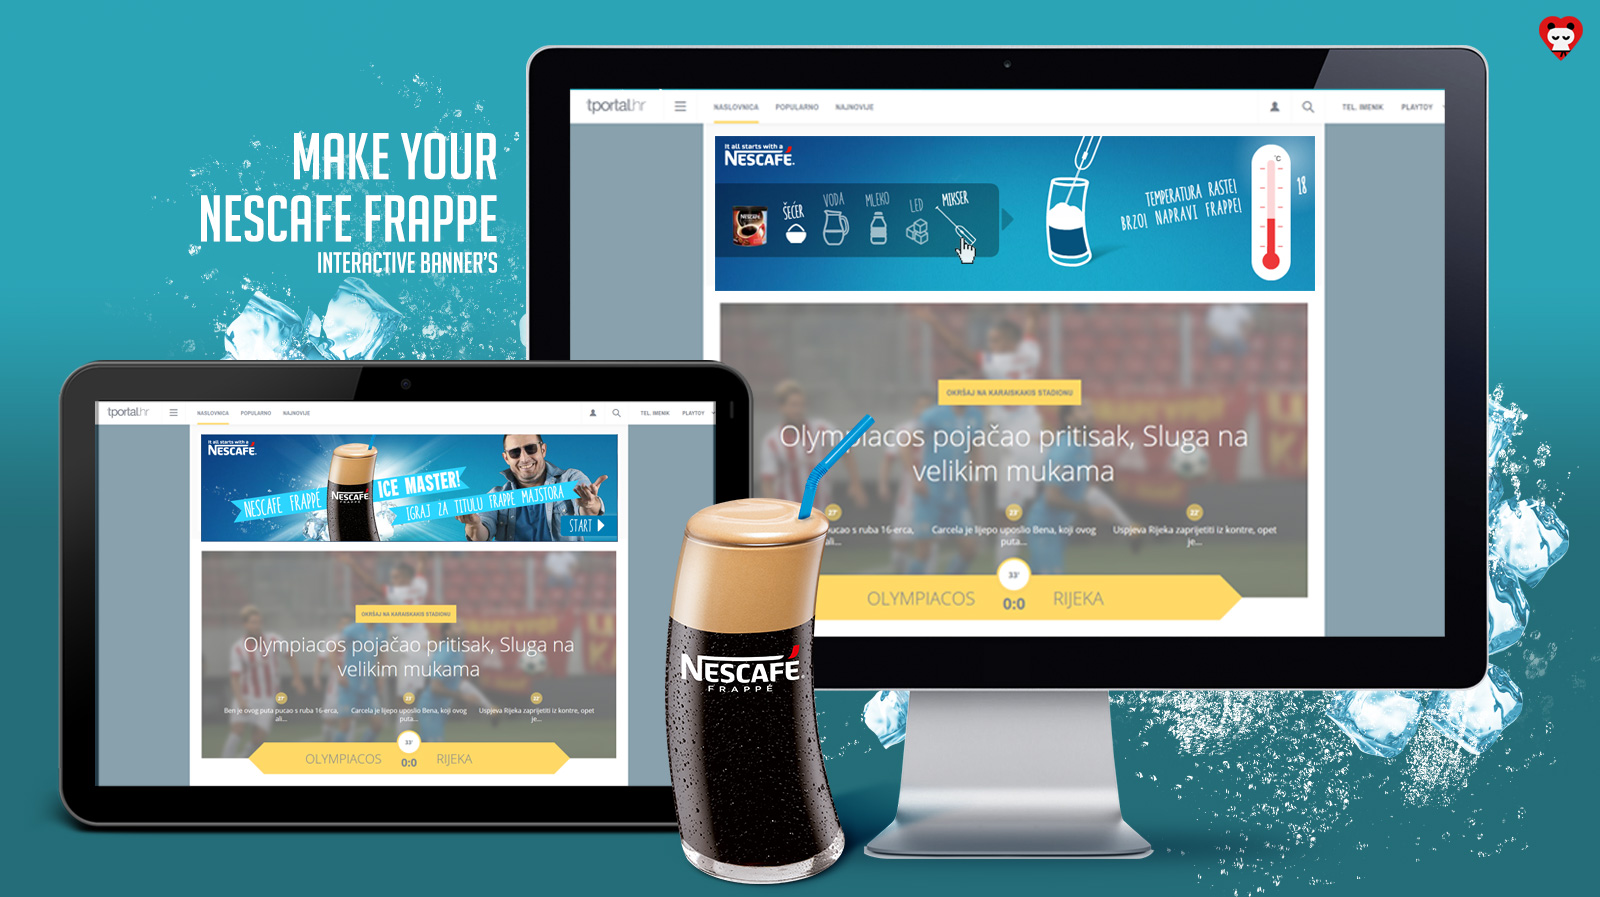 MAKE YOUR
NESCAFE FRAPPE
INTERACTIVE BANNER'S
tportal.hr
NASLOVNICA POPULARNO NAJNOVIJE
TEL. IMENIK PLAYTOY
It all starts with a
NESCAFÉ.
NESCAFÉ
ŠEĆER
VODA
MLEKO
LED
MIKSER
TEMPERATURA RASTE!
BRZO! NAPRAVI FRAPPE!
°C
18
OKRŠAJ NA KARAISKAKIS STADIONU
Olympiacos pojačao pritisak, Sluga na
velikim mukama
27' 23' 22'
pucao s ruba 16-erca,
ali...
Carcela je lijepo uposlio Bena, koji ovog
puta...
Uspjeva Rijeka zaprijetiti iz kontre, opet
je...
33'
OLYMPIACOS 0:0 RIJEKA
tportal.hr
NASLOVNICA POPULARNO NAJNOVIJE
TEL. IMENIK PLAYTOY
It all starts with a
NESCAFÉ.
NESCAFE FRAPPE
NESCAFÉ
FRAPPÉ
ICE MASTER!
IGRAJ ZA TITULU FRAPPE MAJSTORA
START
OKRŠAJ NA KARAISKAKIS STADIONU
Olympiacos pojačao pritisak, Sluga na
velikim mukama
27' 23' 22'
Ben je ovog puta pucao s ruba 16-erca,
ali...
Carcela je lijepo uposlio Bena, koji ovog
puta...
Uspjeva Rijeka zaprijetiti iz kontre, opet
je...
33'
OLYMPIACOS 0:0 RIJEKA
NESCAFÉ.
FRAPPÉ